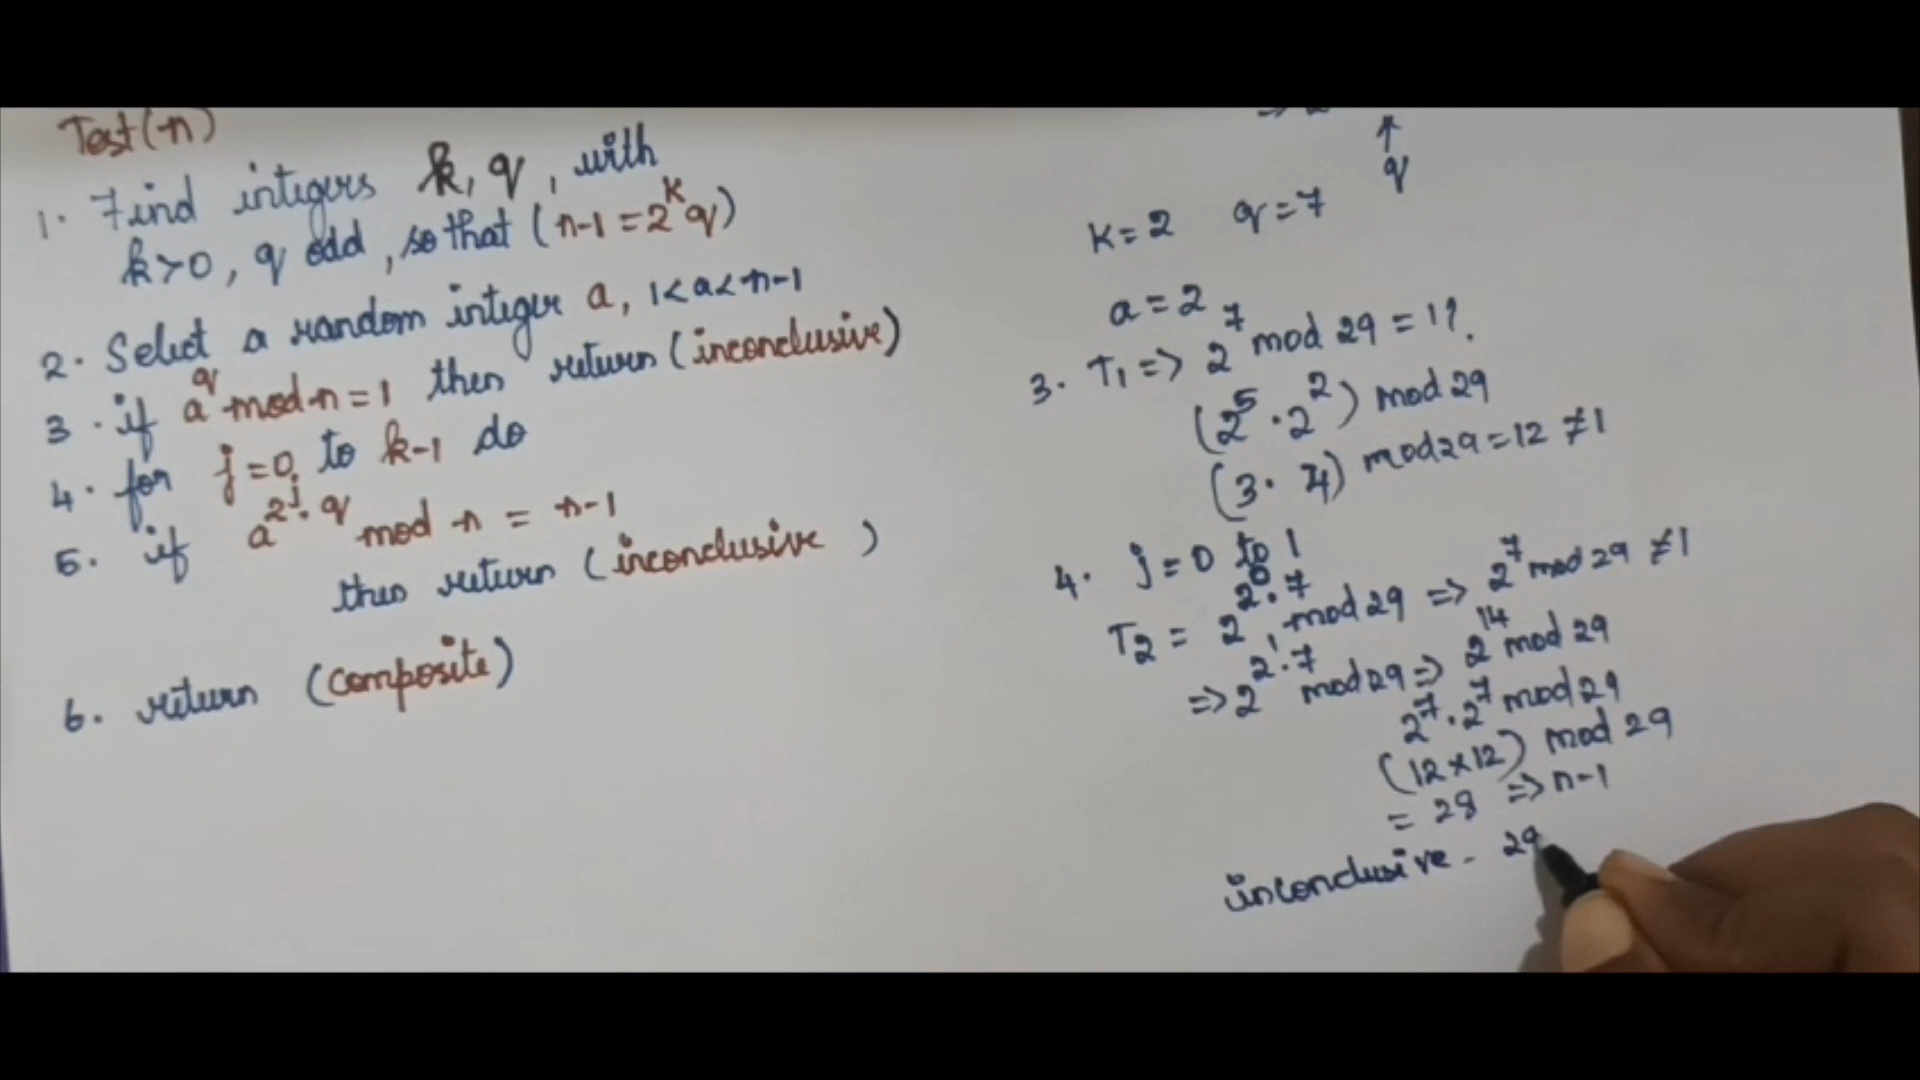 Test(n)
1. Find integers k, q, with
k>0, q odd, so that (n-1 = 2^k q)
2. Select a random integer a, 1<a<n-1
3. if a^q mod n = 1 then return (inconclusive)
4. for j=0 to k-1 do
5. if a^2^j.q mod n = n-1
then return (inconclusive)
6. return (composite)
↑
q
k=2 q=7
a=2
3. T1 => 2^7 mod 29 = 1?.
(2^5 . 2^2) mod 29
(3. 4) mod 29 = 12 ≠ 1
4. j=0 to 1
T2 = 2^2^0.7 mod 29 => 2^7 mod 29 ≠ 1
=> 2^2^1.7 mod 29 => 2^14 mod 29
2^7 . 2^7 mod 29
(12×12) mod 29
= 28 => n-1
inconclusive - 29